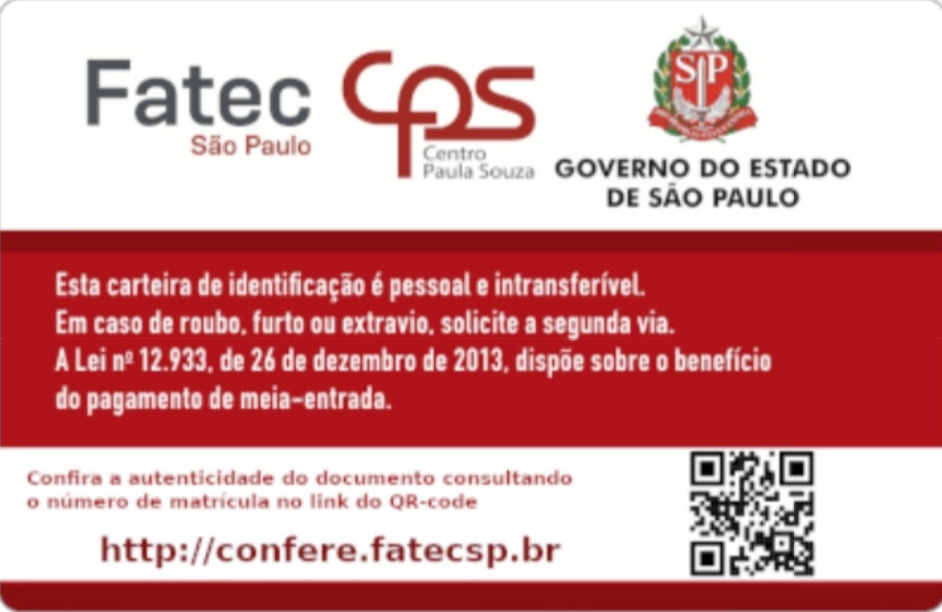 Fatec
São Paulo
CPS
Centro
Paula Souza
SP
GOVERNO DO ESTADO
DE SÃO PAULO
Esta carteira de identificação é pessoal e intransferível.
Em caso de roubo, furto ou extravio, solicite a segunda via.
A Lei nº 12.933, de 26 de dezembro de 2013, dispõe sobre o benefício
do pagamento de meia-entrada.
Confira a autenticidade do documento consultando
o número de matrícula no link do QR-code
http://confere.fatecsp.br